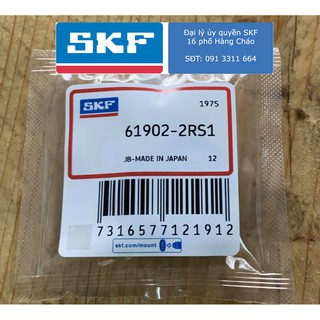 SKF
Đại lý ủy quyền SKF
16 phố Hàng Cháo
SĐT: 091 3311 664
SKF
197S
61902-2RS1
JB-MADE IN JAPAN 12
7316577121912
skf.com/mount